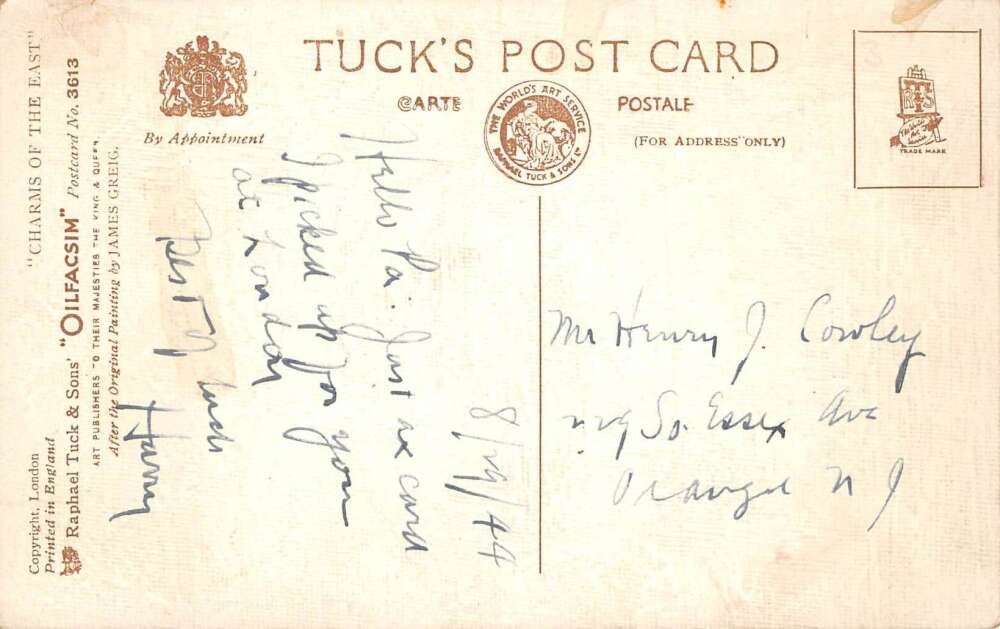 TUCK'S POST CARD
CARTE POSTALE
(FOR ADDRESS ONLY)
By Appointment
THE WORLD'S ART SERVICE
RAPHAEL TUCK & SONS LD
TRADE MARK
"CHARMS OF THE EAST"
Raphael Tuck & Sons' "OILFACSIM" Postcard No. 3613
ART PUBLISHERS TO THEIR MAJESTIES THE KING & QUEEN
After the Original Painting by JAMES GREIG.
Copyright, London
Printed in England
8/29/44
Hello Pa: Just a card
I picked up for you
at London
Best of luck
Harry
Mr Henry J. Cowley
So. Essex Ave
Orange N J